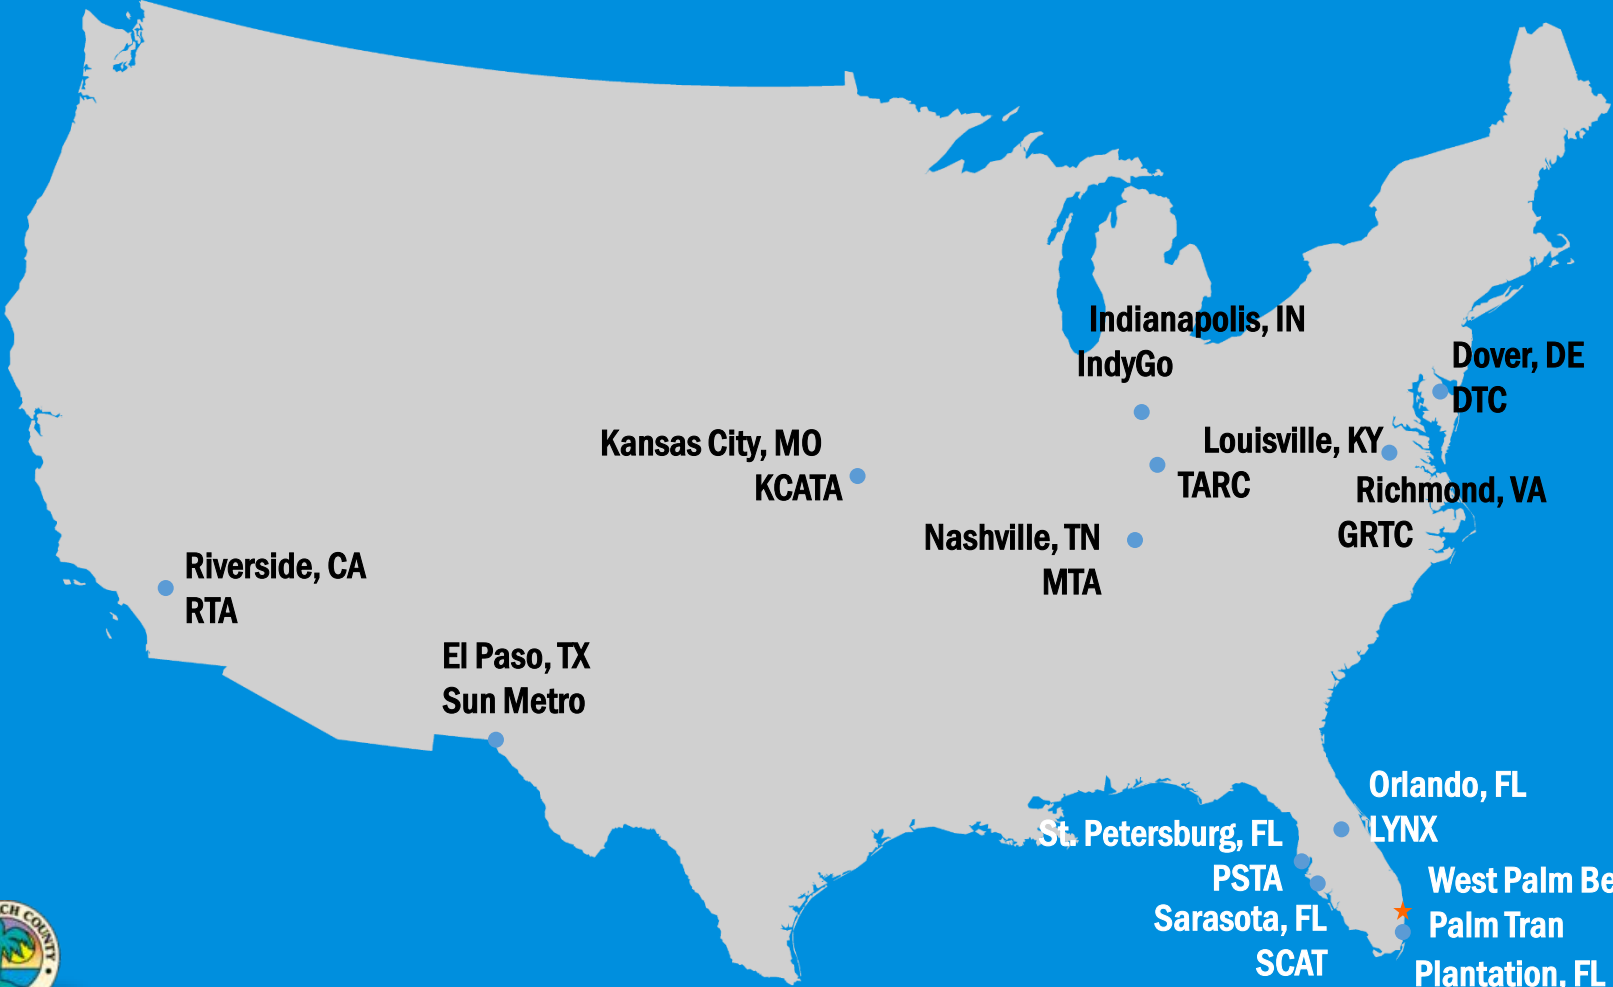 Indianapolis, IN
IndyGo
Dover, DE
DTC
Kansas City, MO
KCATA
Louisville, KY
TARC
Richmond, VA
GRTC
Nashville, TN
MTA
Riverside, CA
RTA
El Paso, TX
Sun Metro
Orlando, FL
LYNX
St. Petersburg, FL
PSTA
West Palm Be
Palm Tran
Sarasota, FL
SCAT
Plantation, FL
CH COUNTY